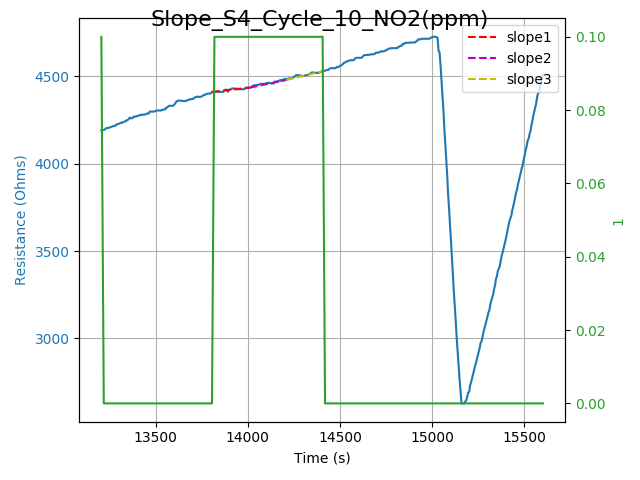 Slope_S4_Cycle_10_NO2(ppm)
slope1
slope2
slope3
4500
4000
3500
3000
Resistance (Ohms)
0.10
0.08
0.06
0.04
0.02
0.00
1
13500 14000 14500 15000 15500
Time (s)